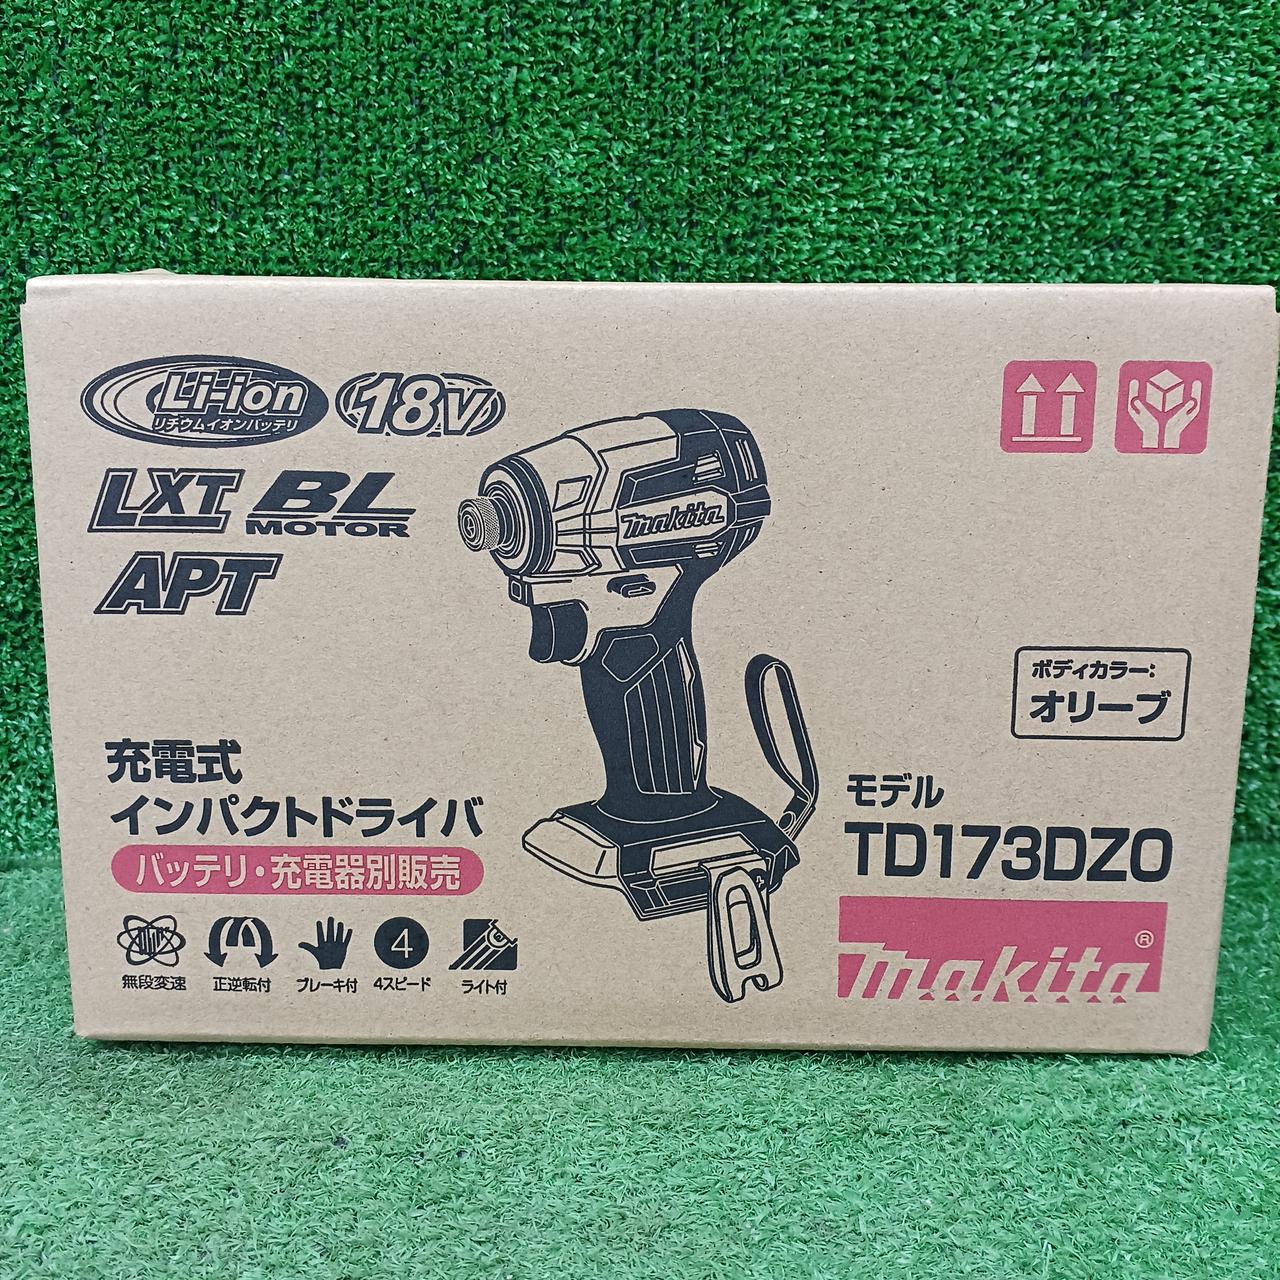 Li-ion
リチウムイオンバッテリ
18V
LXT BL
MOTOR
APT
makita
ボディカラー:
オリーブ
充電式
インパクトドライバ
バッテリ・充電器別販売
無段変速 正逆転付 ブレーキ付 4 4スピード ライト付
モデル
TD173DZO
makita®